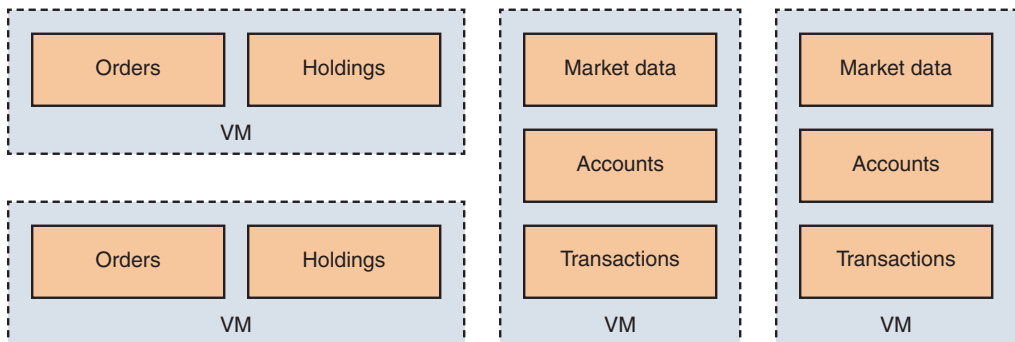 Orders
Holdings
VM
Orders
Holdings
VM
Market data
Accounts
Transactions
VM
Market data
Accounts
Transactions
VM